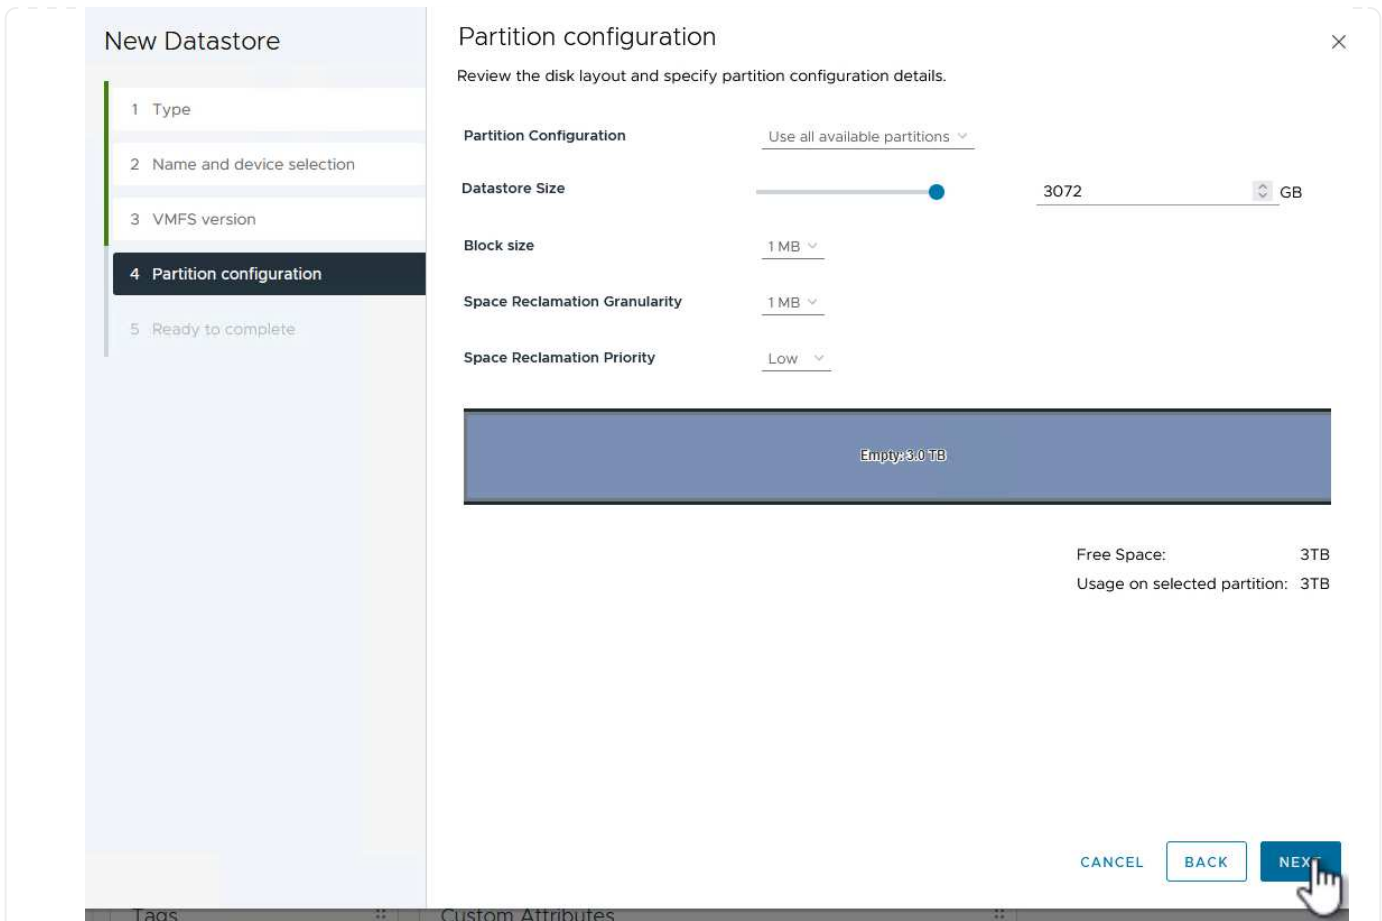 New Datastore
1 Type
2 Name and device selection
3 VMFS version
4 Partition configuration
5 Ready to complete
Partition configuration
Review the disk layout and specify partition configuration details.
Partition Configuration
Use all available partitions
Datastore Size
3072
GB
Block size
1 MB
Space Reclamation Granularity
1 MB
Space Reclamation Priority
Low
Empty: 3.0 TB
Free Space: 3TB
Usage on selected partition: 3TB
CANCEL
BACK
NEXT
Tags
Custom Attributes